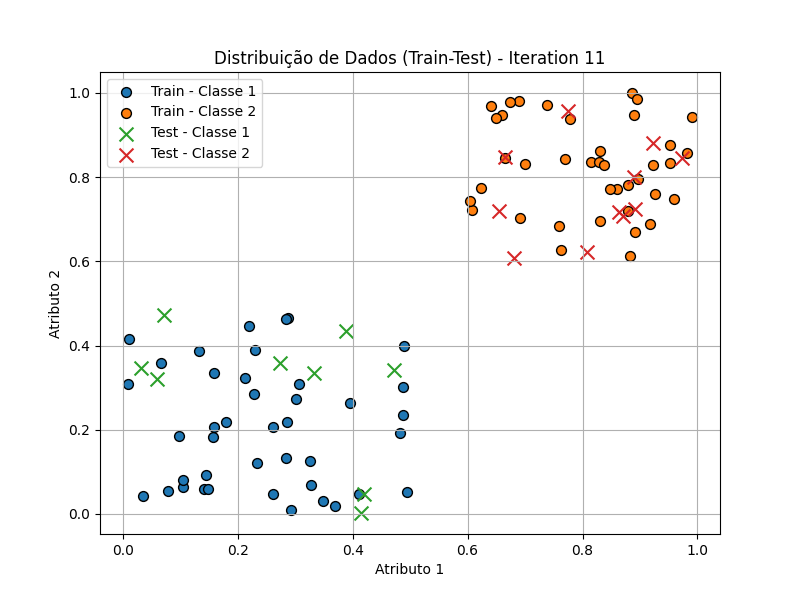 Distribuição de Dados (Train-Test) - Iteration 11
Train - Classe 1
Train - Classe 2
Test - Classe 1
Test - Classe 2
Atributo 2
1.0
0.8
0.6
0.4
0.2
0.0
0.0 0.2 0.4 0.6 0.8 1.0
Atributo 1